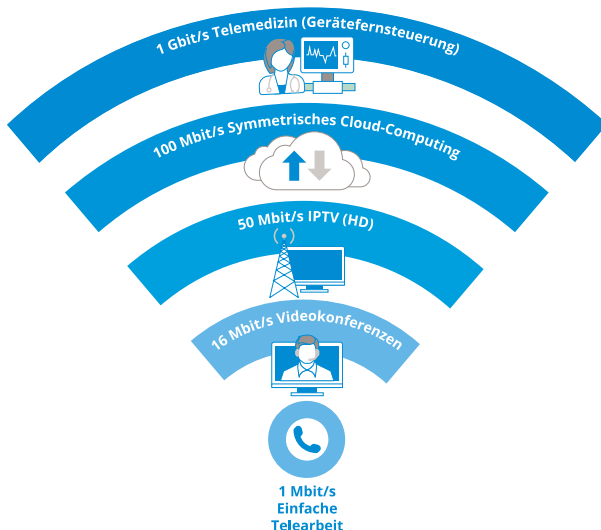 1 Gbit/s Telemedizin (Gerätefernsteuerung)
100 Mbit/s Symmetrisches Cloud-Computing
50 Mbit/s IPTV (HD)
16 Mbit/s Videokonferenzen
1 Mbit/s
Einfache
Telearbeit